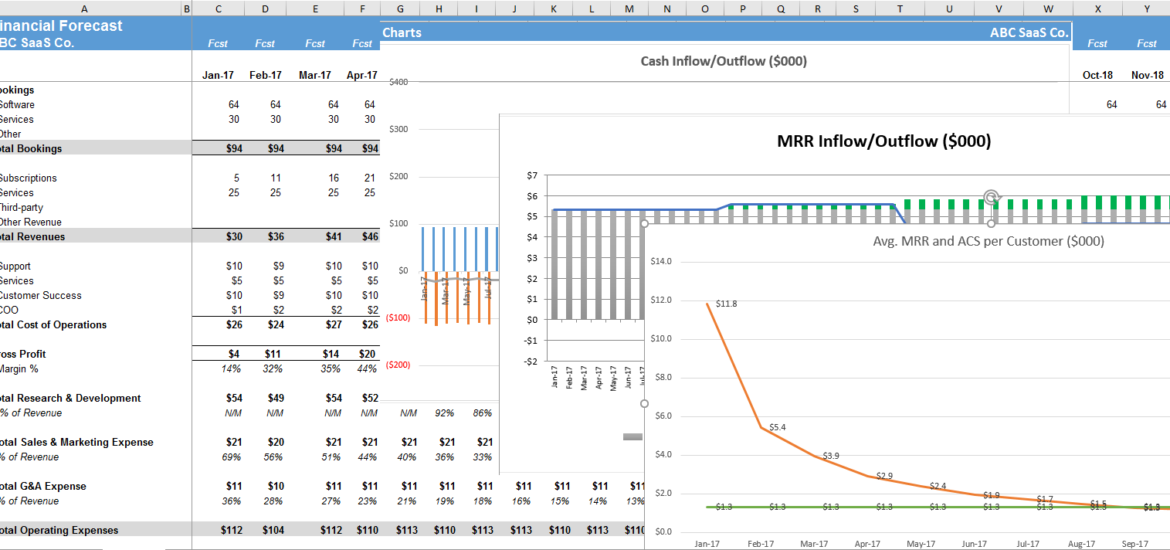 A B C D E F G H I J K L M N O P Q R S T U V W X Y
inancial Forecast
BC SaaS Co.
Fcst Fcst Fcst Fcst
Charts ABC SaaS Co.
Fcst Fcst
Jan-17 Feb-17 Mar-17 Apr-17
Oct-18 Nov-18
ookings
Software 64 64 64 64 64 64
Services 30 30 30 30
Other
otal Bookings $94 $94 $94 $94
Subscriptions 5 11 16 21
Services 25 25 25 25
Third-party
Other Revenue
otal Revenues $30 $36 $41 $46
Support $10 $9 $10 $10
Services $5 $5 $5 $5
Customer Success $10 $9 $10 $10
COO $1 $2 $2 $2
otal Cost of Operations $26 $24 $27 $26
ross Profit $4 $11 $14 $20
Margin % 14% 32% 35% 44%
otal Research & Development $54 $49 $54 $52
% of Revenue N/M N/M N/M N/M N/M 92% 86%
otal Sales & Marketing Expense $21 $20 $21 $21 $21 $21 $21
% of Revenue 69% 56% 51% 44% 40% 36% 33%
otal G&A Expense $11 $10 $11 $11 $11 $11 $11 $11 $11 $11 $11
% of Revenue 36% 28% 27% 23% 21% 19% 18% 16% 15% 14% 13%
otal Operating Expenses $112 $104 $112 $110 $113 $110 $113 $113 $110 $113 $110
Cash Inflow/Outflow ($000)
$400
$300
$200
$100
$0
($100)
($200)
Jan-17 Mar-17 May-17 Jul-17
MRR Inflow/Outflow ($000)
$7
$6
$5
$4
$3
$2
$1
$0
-$1
-$2
Jan-17 Feb-17 Mar-17 Apr-17 May-17 Jun-17
Avg. MRR and ACS per Customer ($000)
$14.0
$12.0
$10.0
$8.0
$6.0
$4.0
$2.0
$0.0
$11.8
$5.4
$3.9
$2.9
$2.4
$1.9
$1.7
$1.5
$1.3 $1.3 $1.3 $1.3 $1.3 $1.3 $1.3 $1.3 $1.3
Jan-17 Feb-17 Mar-17 Apr-17 May-17 Jun-17 Jul-17 Aug-17 Sep-17